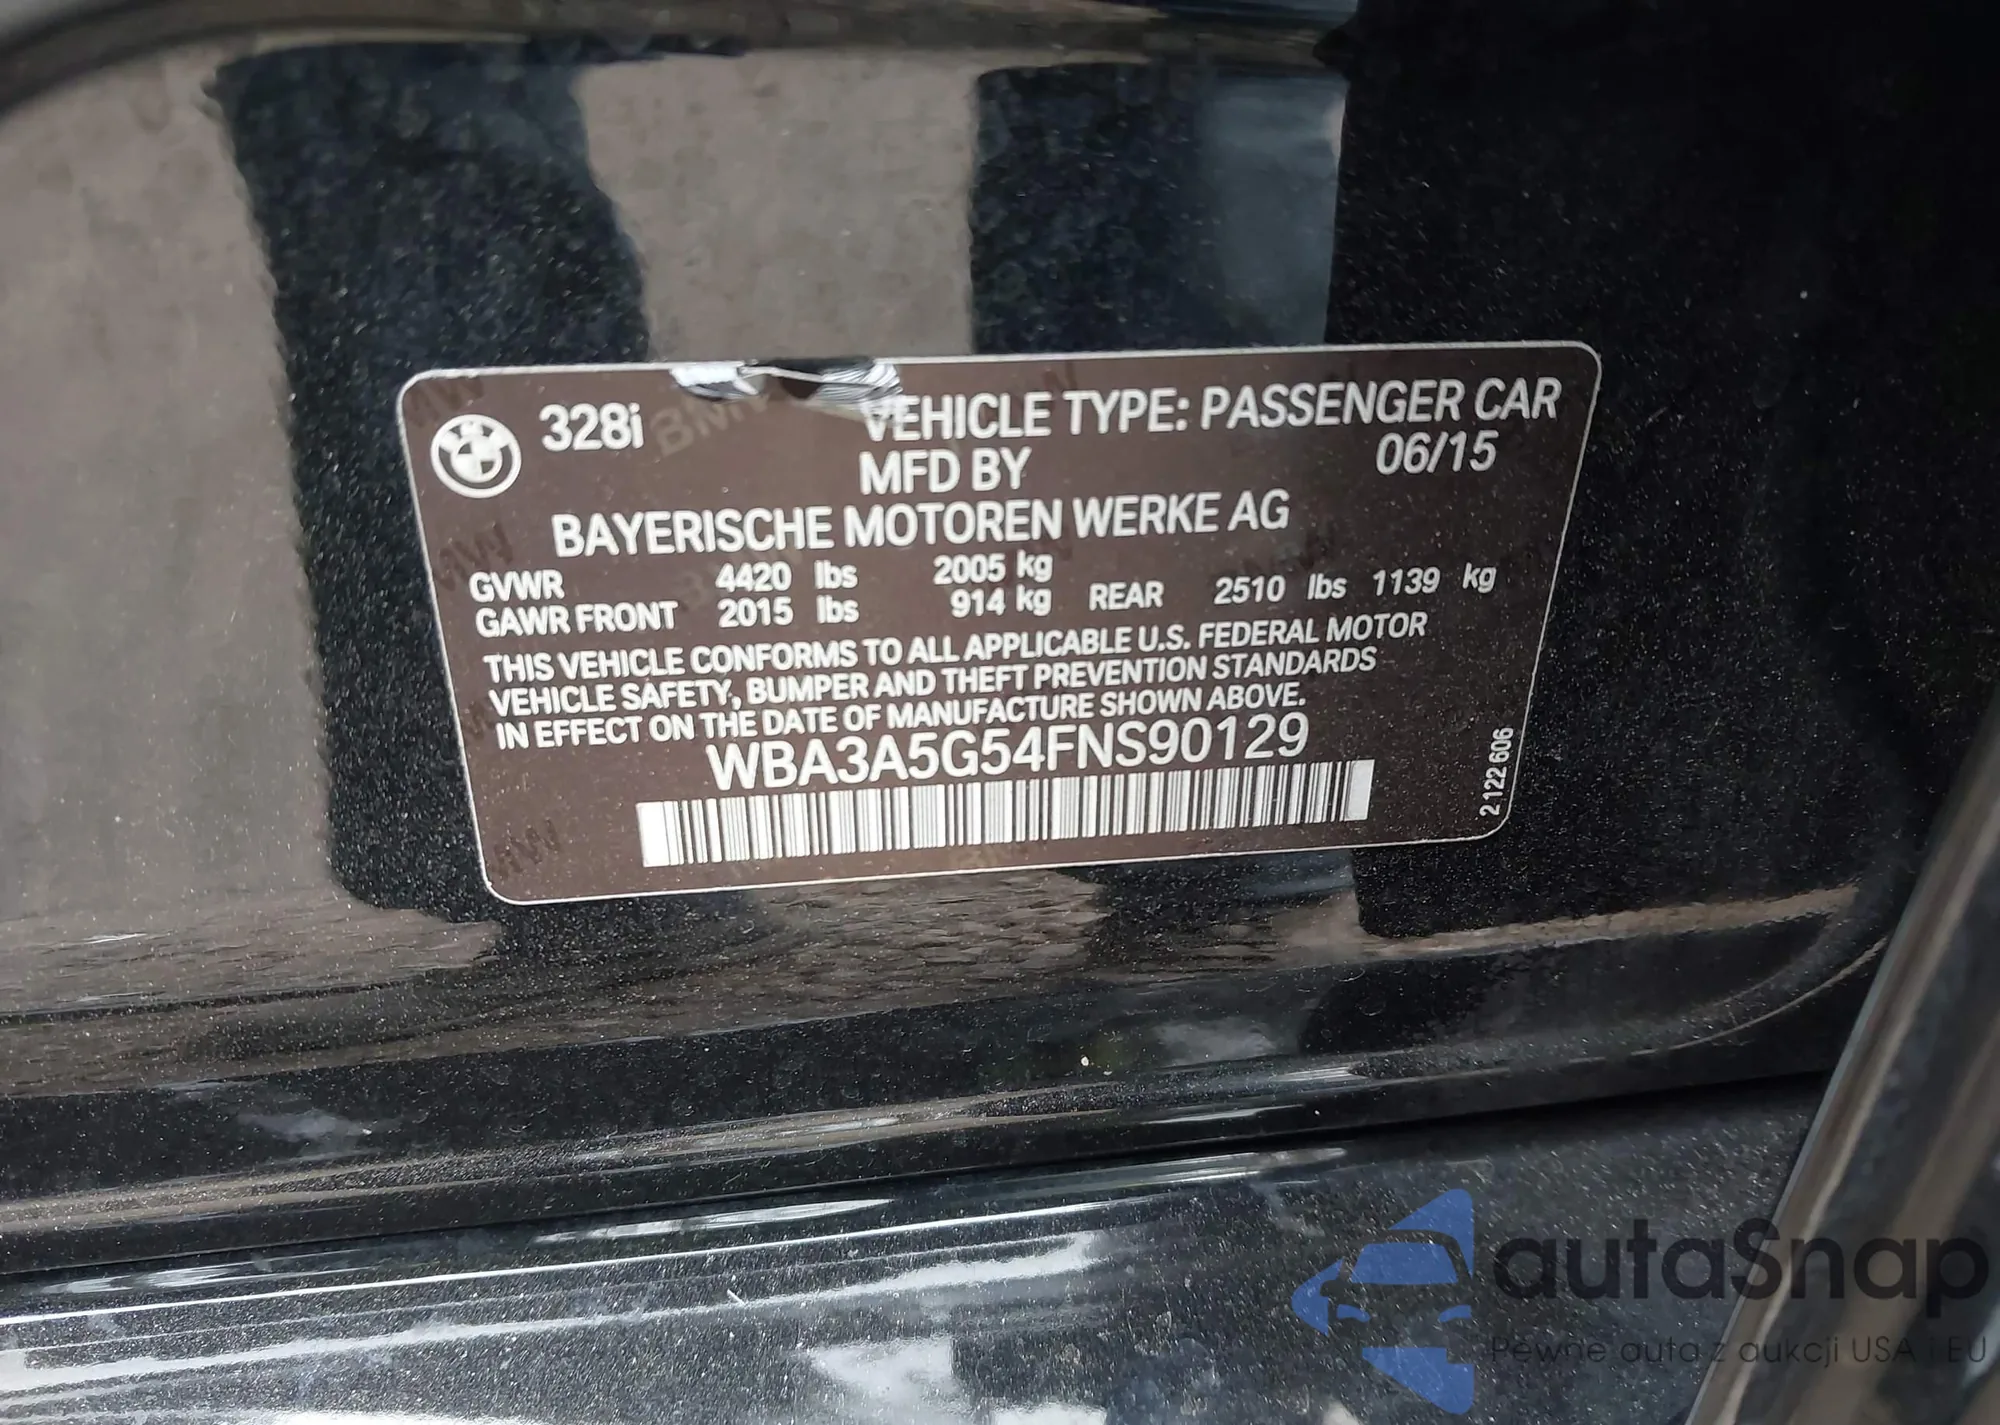 328i VEHICLE TYPE: PASSENGER CAR
MFD BY 06/15
BAYERISCHE MOTOREN WERKE AG
GVWR 4420 lbs 2005 kg
GAWR FRONT 2015 lbs 914 kg REAR 2510 lbs 1139 kg
THIS VEHICLE CONFORMS TO ALL APPLICABLE U.S. FEDERAL MOTOR
VEHICLE SAFETY, BUMPER AND THEFT PREVENTION STANDARDS
IN EFFECT ON THE DATE OF MANUFACTURE SHOWN ABOVE.
WBA3A5G54FNS90129
2122606
autaSnap
Pewne auta z aukcji USA i EU